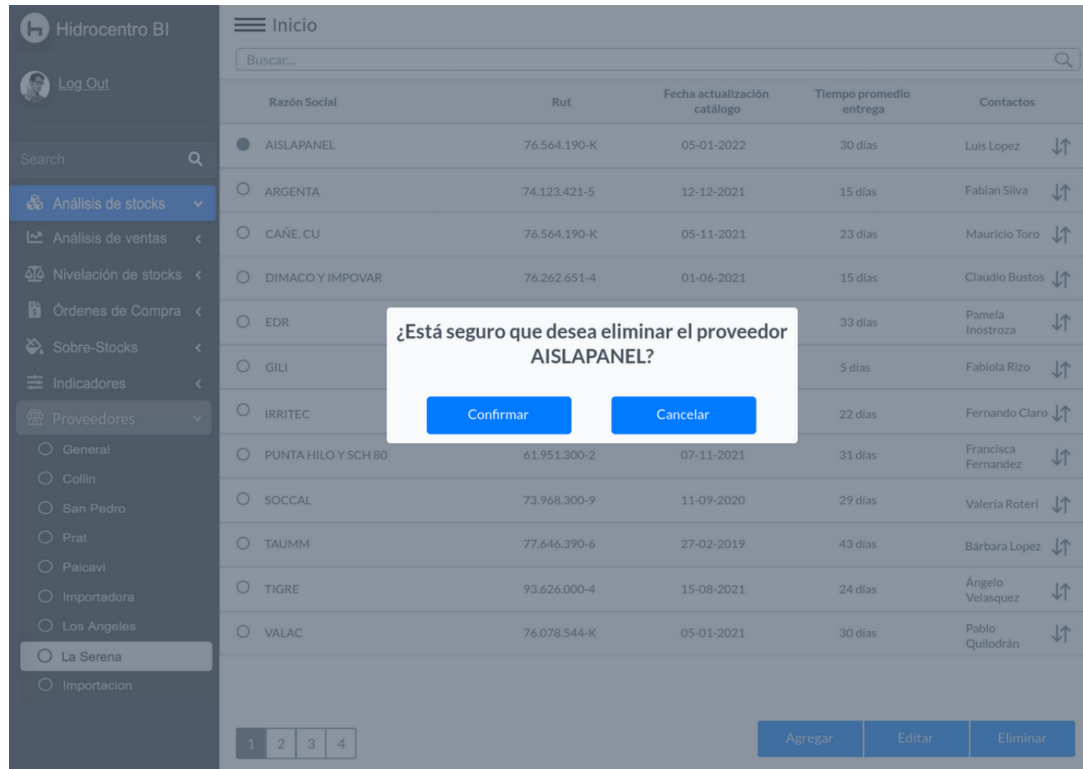 Hidrocentro BI
Log Out
Search
Análisis de stocks
Análisis de ventas
Nivelación de stocks
Órdenes de Compra
Sobre-Stocks
Indicadores
Proveedores
General
Collin
San Pedro
Prat
Paicavi
Importadora
Los Angeles
La Serena
Importacion
Inicio
Buscar...
Razón Social Rut Fecha actualización catálogo Tiempo promedio entrega Contactos
AISLAPANEL 76.564.190-K 05-01-2022 30 días Luis Lopez
ARGENTA 74.123.421-5 12-12-2021 15 días Fabian Silva
CAÑE. CU 76.564.190-K 05-11-2021 23 días Mauricio Toro
DIMACO Y IMPOVAR 76.262.651-4 01-06-2021 15 días Claudio Bustos
EDR 33 días Pamela Inostroza
GILI 5 días Fabiola Rizo
IRRITEC 22 días Fernando Claro
PUNTA HILO Y SCH 80 61.951.300-2 07-11-2021 31 días Francisca Fernandez
SOCCAL 73.968.300-9 11-09-2020 29 días Valeria Roteri
TAUMM 77.646.390-6 27-02-2019 43 días Bárbara Lopez
TIGRE 93.626.000-4 15-08-2021 24 días Ángelo Velasquez
VALAC 76.078.544-K 05-01-2021 30 días Pablo Quilodrán
¿Está seguro que desea eliminar el proveedor
AISLAPANEL?
Confirmar Cancelar
1 2 3 4
Agregar Editar Eliminar